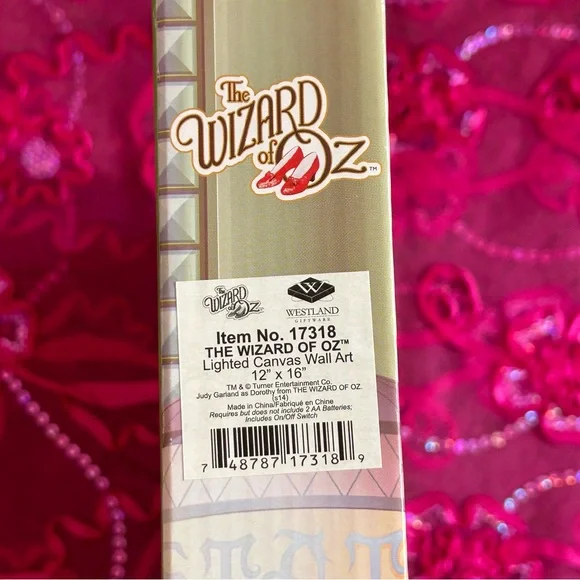 The
WIZARD
of OZ™
The
WIZARD
of OZ
W
WESTLAND
GIFTWARE
Item No. 17318
THE WIZARD OF OZ™
Lighted Canvas Wall Art
12" x 16"
TM & © Turner Entertainment Co.
Judy Garland as Dorothy from THE WIZARD OF OZ.
(s14)
Made in China/Fabriqué en Chine
Requires but does not include 2 AA Batteries;
Includes On/Off Switch
7 48787 17318 9